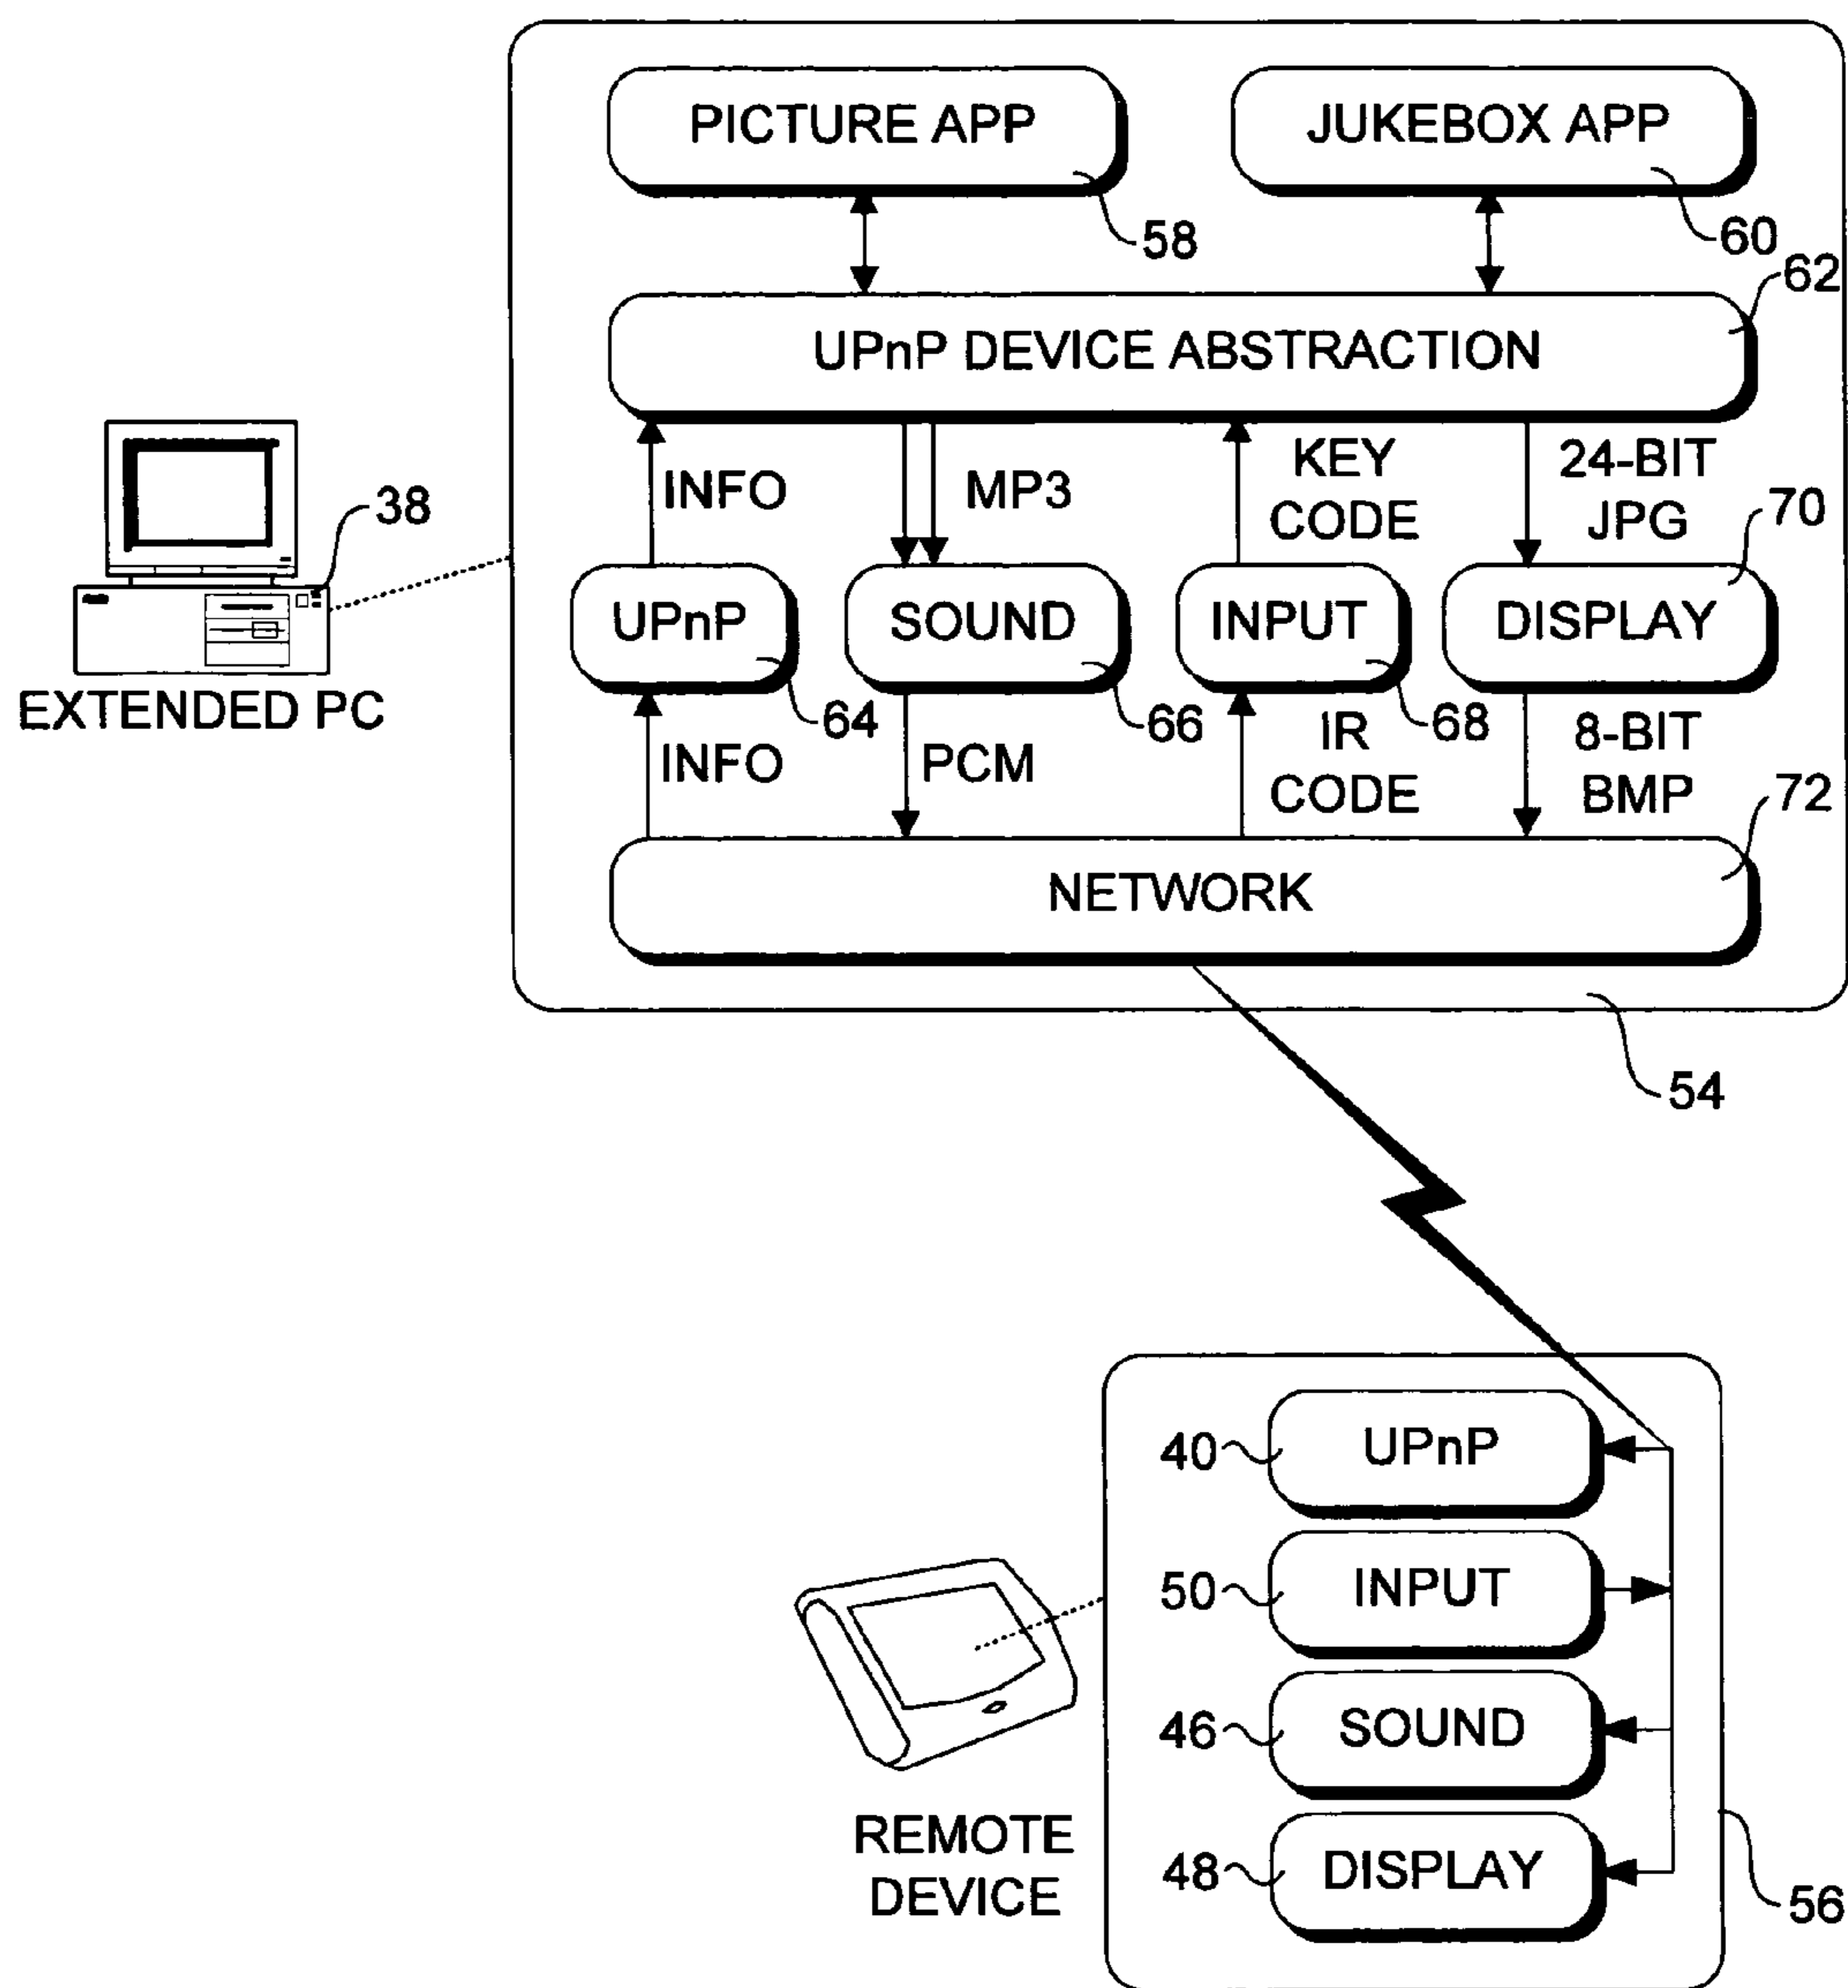 PICTURE APP
JUKEBOX APP
58
60
62
UPnP DEVICE ABSTRACTION
INFO
MP3
KEY
CODE
24-BIT
JPG
38
70
UPnP
SOUND
INPUT
DISPLAY
EXTENDED PC
64
66
68
INFO
PCM
IR
CODE
8-BIT
BMP
72
NETWORK
54
40
UPnP
50
INPUT
46
SOUND
REMOTE
DEVICE
48
DISPLAY
56